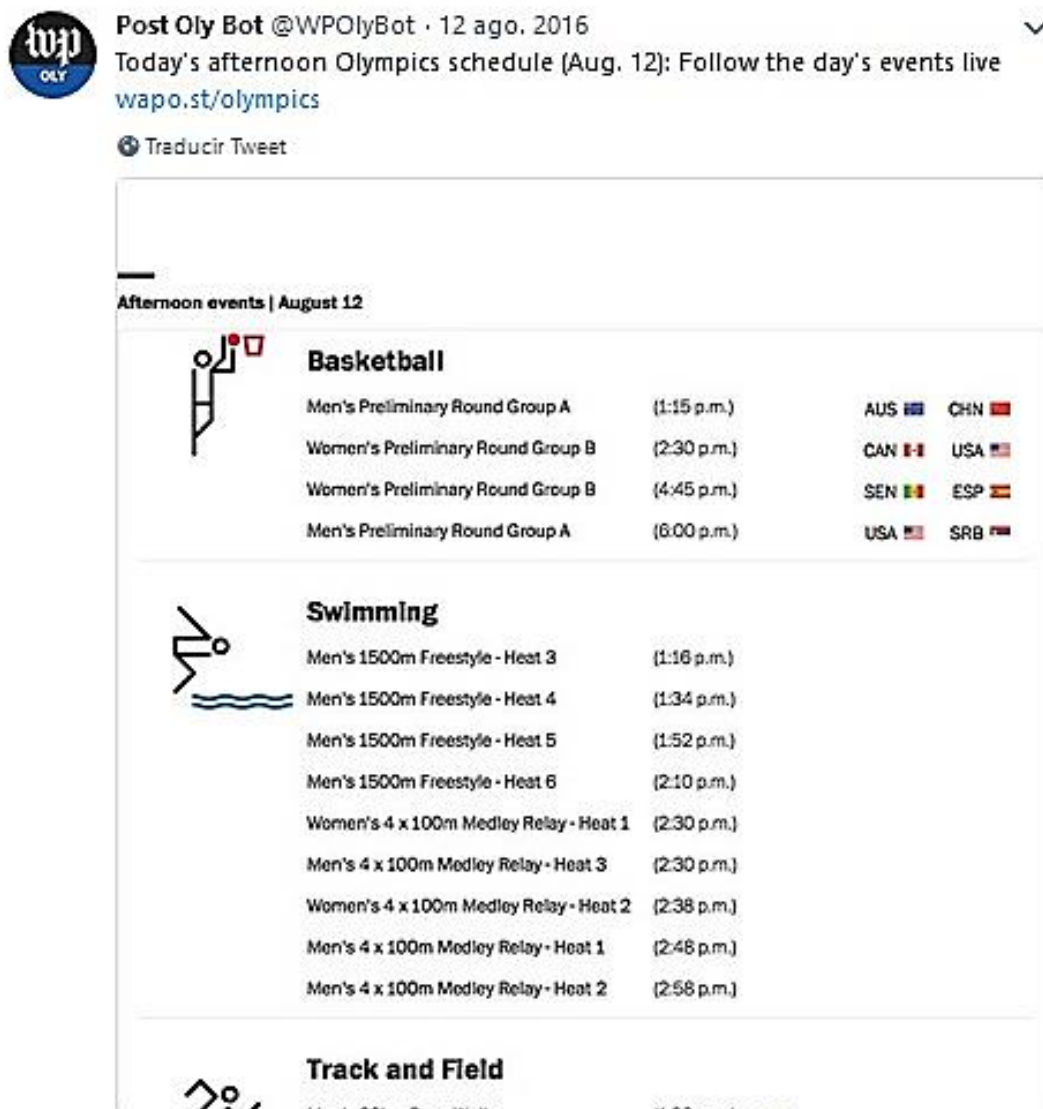 wp
OLY
Post Oly Bot @WPOlyBot · 12 ago. 2016
Today's afternoon Olympics schedule (Aug. 12): Follow the day's events live
wapo.st/olympics
Traducir Tweet
Afternoon events | August 12
Basketball
Men's Preliminary Round Group A (1:15 p.m.) AUS CHN
Women's Preliminary Round Group B (2:30 p.m.) CAN USA
Women's Preliminary Round Group B (4:45 p.m.) SEN ESP
Men's Preliminary Round Group A (6:00 p.m.) USA SRB
Swimming
Men's 1500m Freestyle - Heat 3 (1:16 p.m.)
Men's 1500m Freestyle - Heat 4 (1:34 p.m.)
Men's 1500m Freestyle - Heat 5 (1:52 p.m.)
Men's 1500m Freestyle - Heat 6 (2:10 p.m.)
Women's 4 x 100m Medley Relay - Heat 1 (2:30 p.m.)
Men's 4 x 100m Medley Relay - Heat 3 (2:30 p.m.)
Women's 4 x 100m Medley Relay - Heat 2 (2:38 p.m.)
Men's 4 x 100m Medley Relay - Heat 1 (2:48 p.m.)
Men's 4 x 100m Medley Relay - Heat 2 (2:58 p.m.)
Track and Field